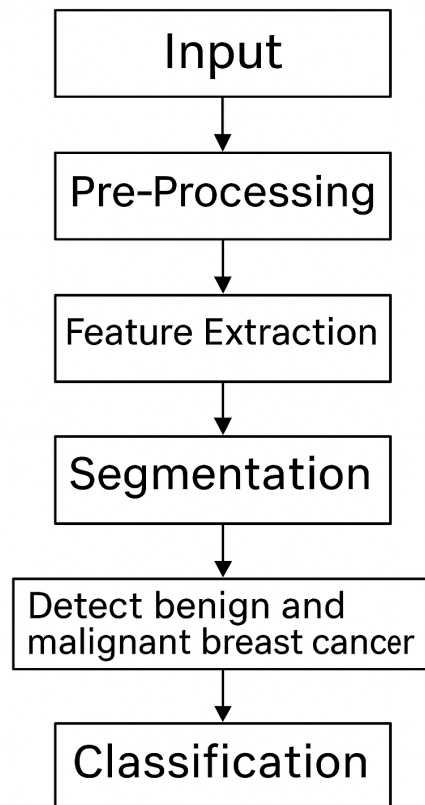 Input
Pre-Processing
Feature Extraction
Segmentation
Detect benign and
malignant breast cancer
Classification